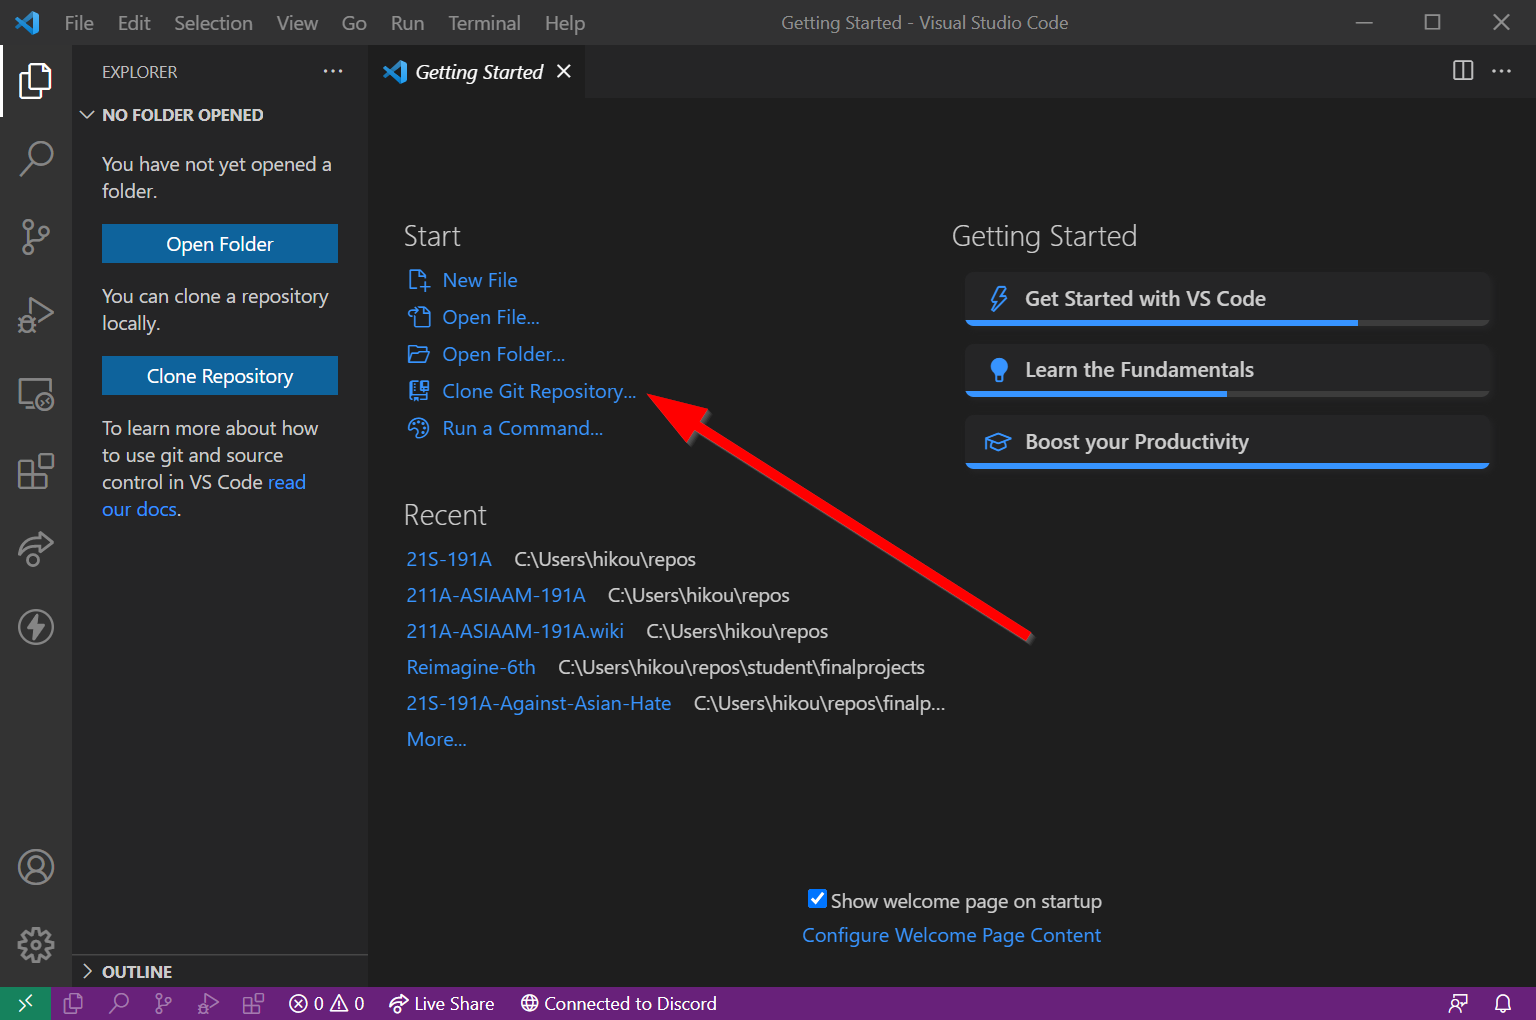 File Edit Selection View Go Run Terminal Help Getting Started - Visual Studio Code
EXPLORER
NO FOLDER OPENED
You have not yet opened a
folder.
Open Folder
You can clone a repository
locally.
Clone Repository
To learn more about how
to use git and source
control in VS Code read
our docs.
OUTLINE
Getting Started
Start
New File
Open File...
Open Folder...
Clone Git Repository...
Run a Command...
Recent
21S-191A C:\Users\hikou\repos
211A-ASIAAM-191A C:\Users\hikou\repos
211A-ASIAAM-191A.wiki C:\Users\hikou\repos
Reimagine-6th C:\Users\hikou\repos\student\finalprojects
21S-191A-Against-Asian-Hate C:\Users\hikou\repos\finalp...
More...
Getting Started
Get Started with VS Code
Learn the Fundamentals
Boost your Productivity
Show welcome page on startup
Configure Welcome Page Content
0 0 Live Share Connected to Discord